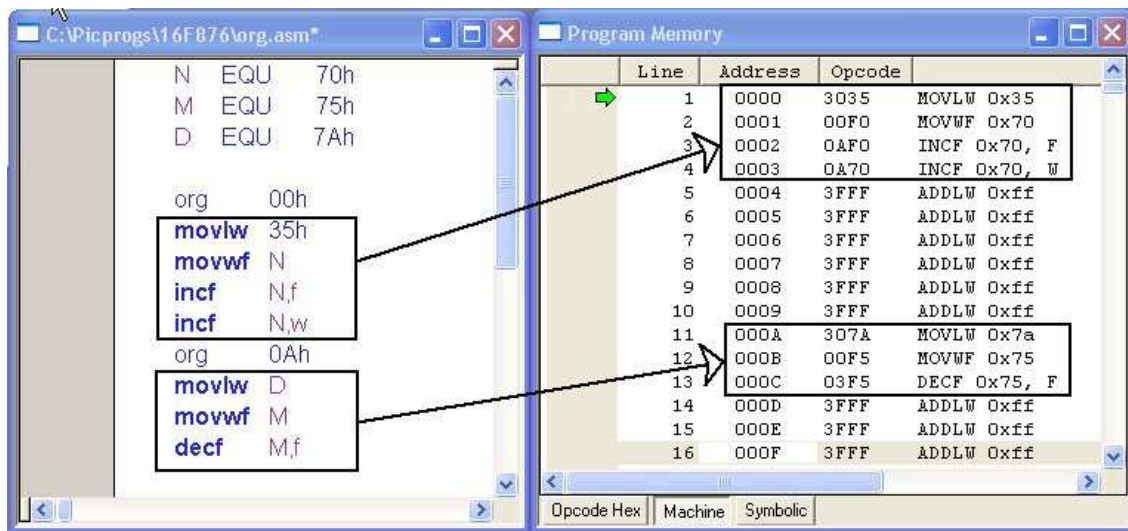 C:\Picprogs\16F876\org.asm*
N EQU 70h
M EQU 75h
D EQU 7Ah
org 00h
movlw 35h
movwf N
incf N,f
incf N,w
org 0Ah
movlw D
movwf M
decf M,f
Program Memory
Line Address Opcode
1 0000 3035 MOVLW 0x35
2 0001 00F0 MOVWF 0x70
3 0002 0AF0 INCF 0x70, F
4 0003 0A70 INCF 0x70, W
5 0004 3FFF ADDLW 0xff
6 0005 3FFF ADDLW 0xff
7 0006 3FFF ADDLW 0xff
8 0007 3FFF ADDLW 0xff
9 0008 3FFF ADDLW 0xff
10 0009 3FFF ADDLW 0xff
11 000A 307A MOVLW 0x7a
12 000B 00F5 MOVWF 0x75
13 000C 03F5 DECF 0x75, F
14 000D 3FFF ADDLW 0xff
15 000E 3FFF ADDLW 0xff
16 000F 3FFF ADDLW 0xff
Opcode Hex Machine Symbolic